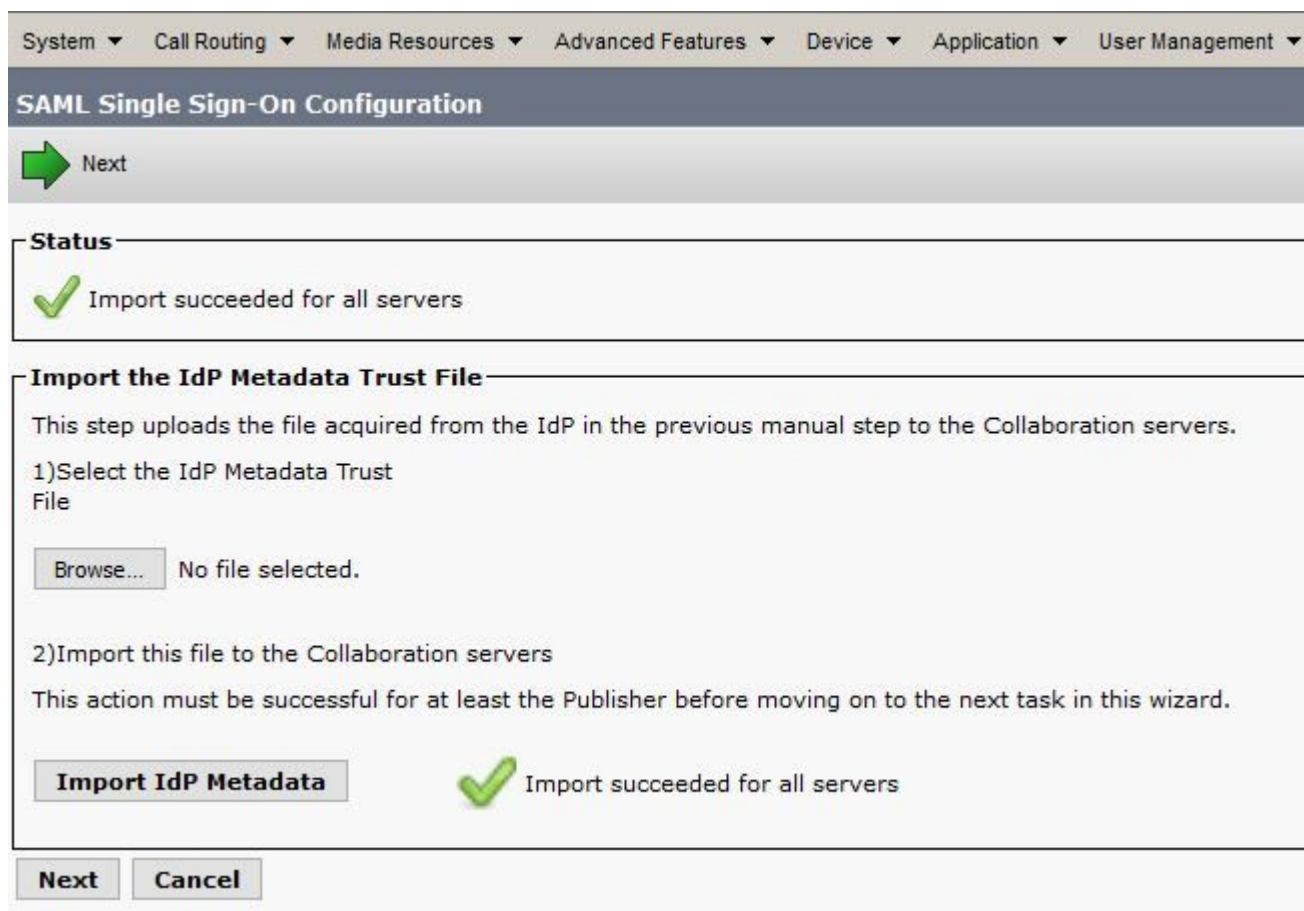 System Call Routing Media Resources Advanced Features Device Application User Management
SAML Single Sign-On Configuration
Next
Status
Import succeeded for all servers
Import the IdP Metadata Trust File
This step uploads the file acquired from the IdP in the previous manual step to the Collaboration servers.
1)Select the IdP Metadata Trust
File
Browse... No file selected.
2)Import this file to the Collaboration servers
This action must be successful for at least the Publisher before moving on to the next task in this wizard.
Import IdP Metadata Import succeeded for all servers
Next Cancel